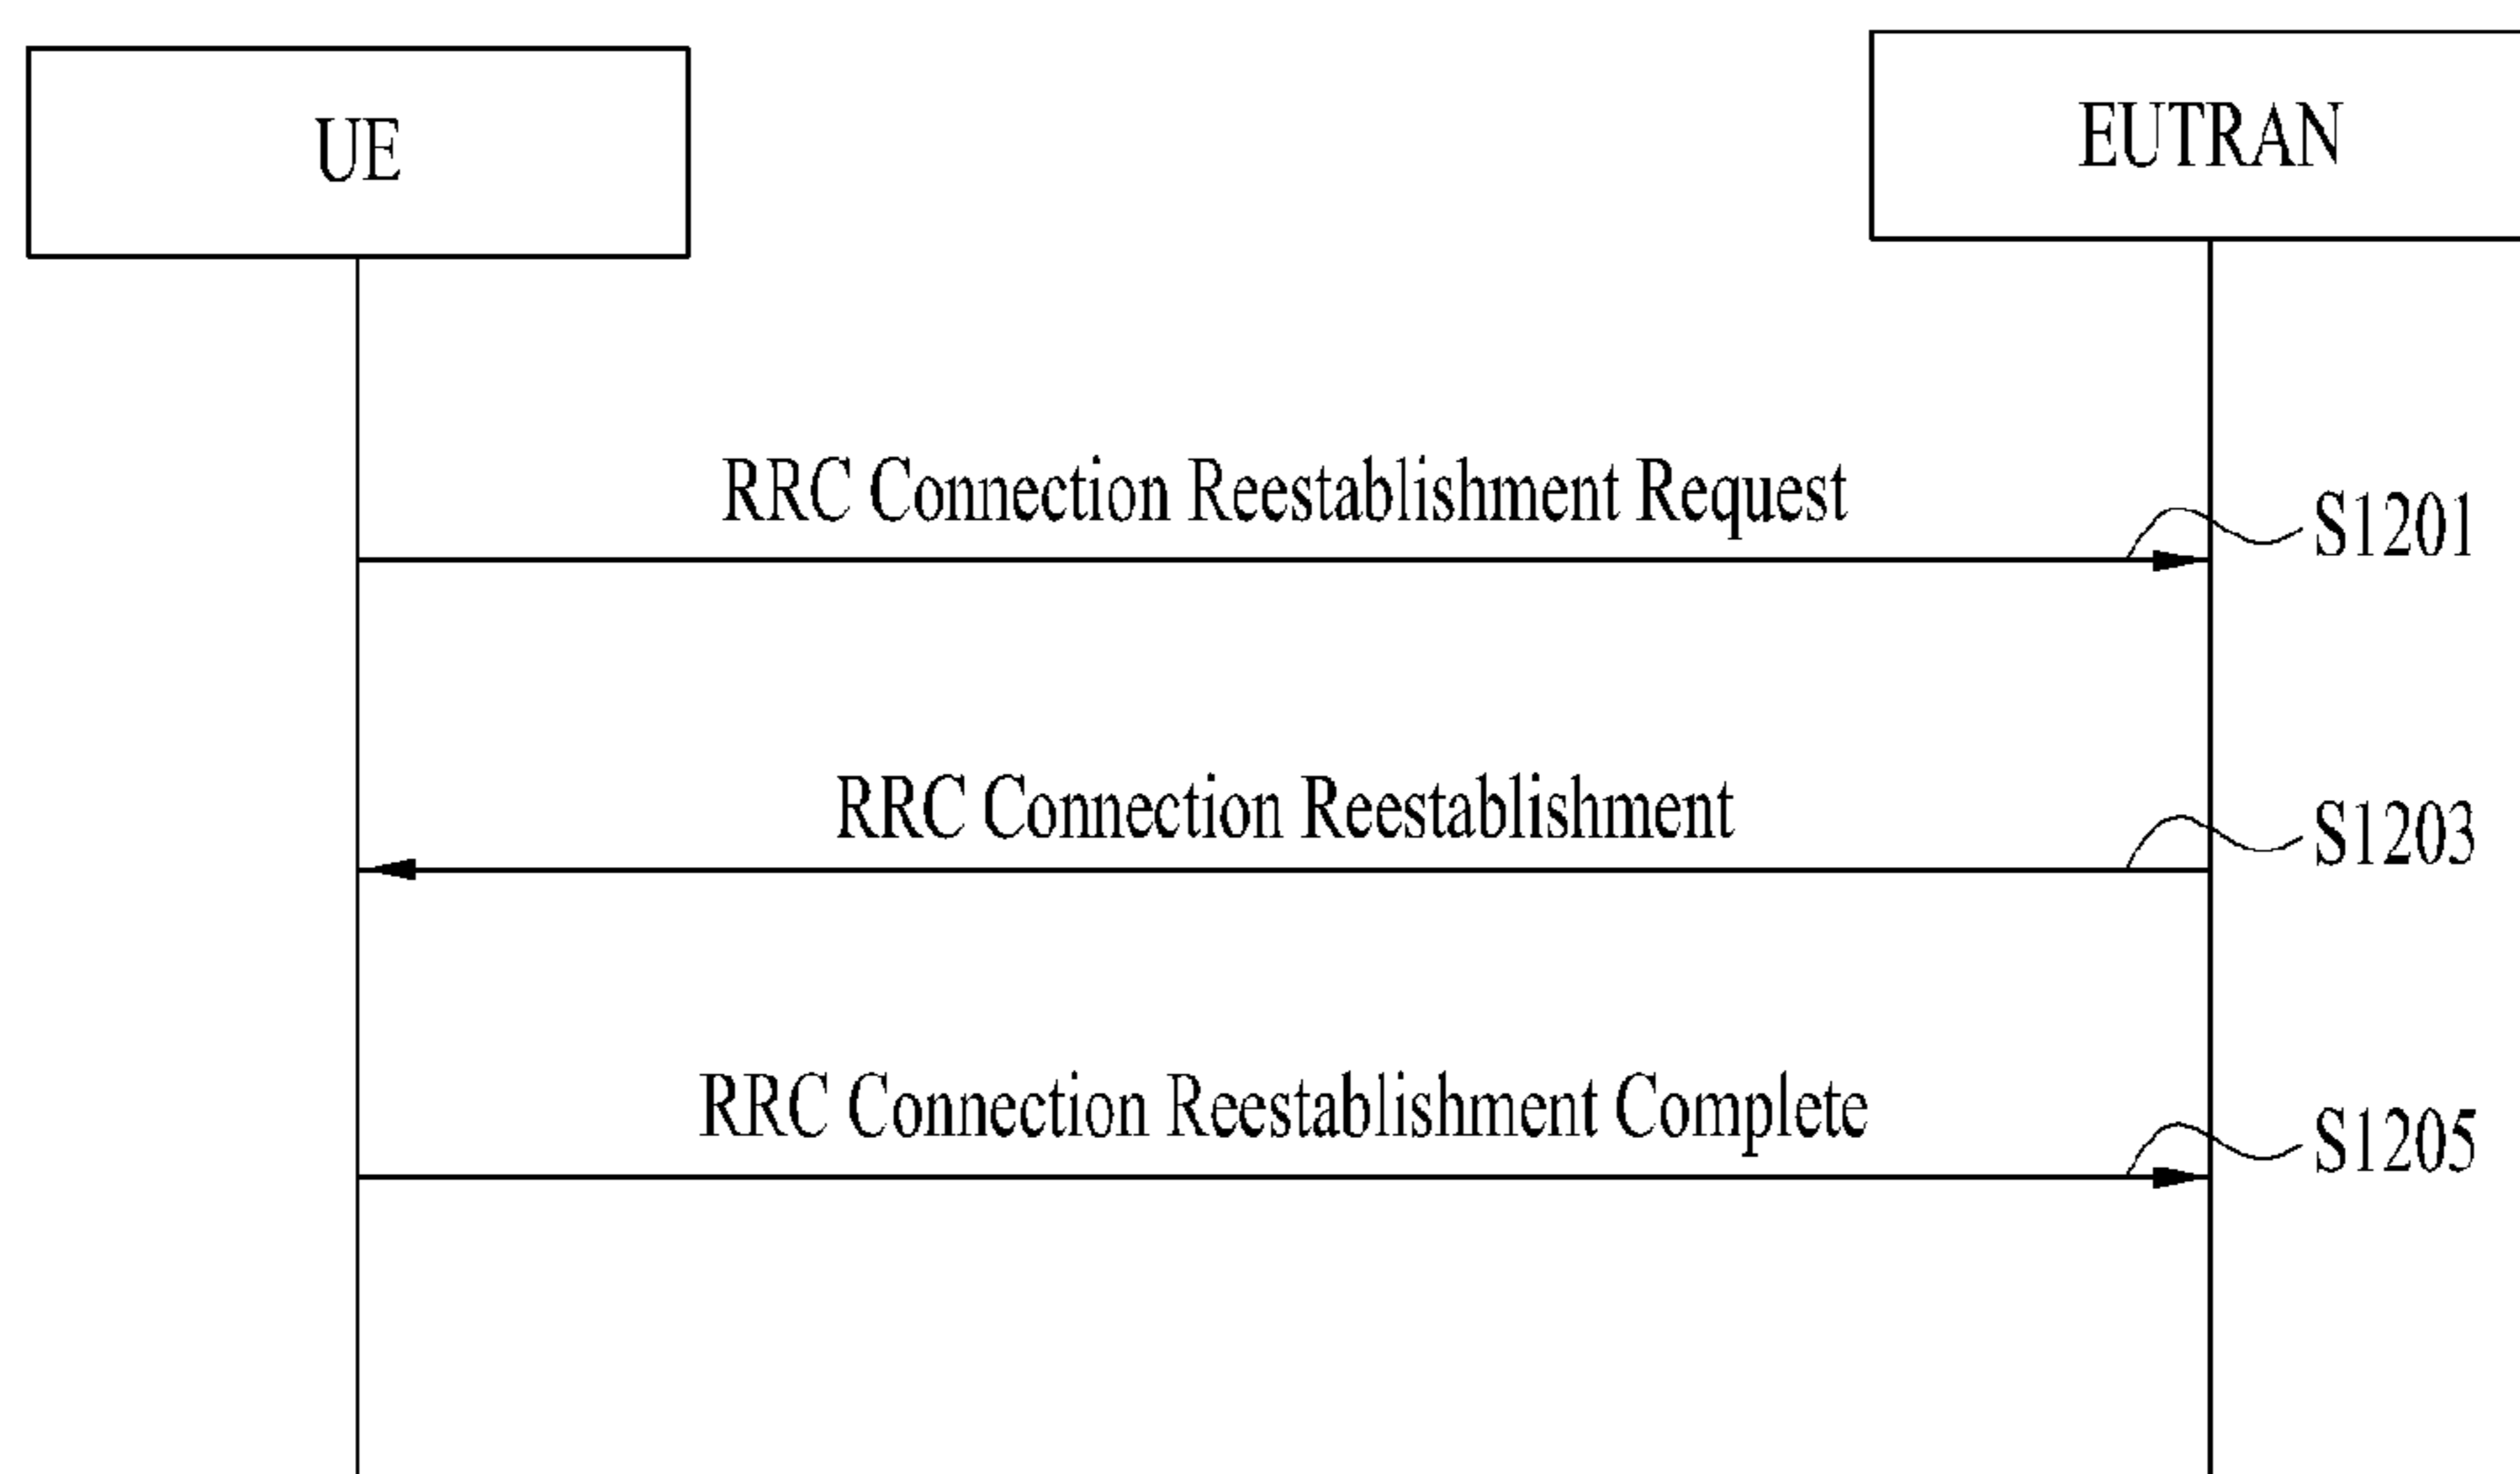 UE
EUTRAN
RRC Connection Reestablishment Request
S1201
RRC Connection Reestablishment
S1203
RRC Connection Reestablishment Complete
S1205